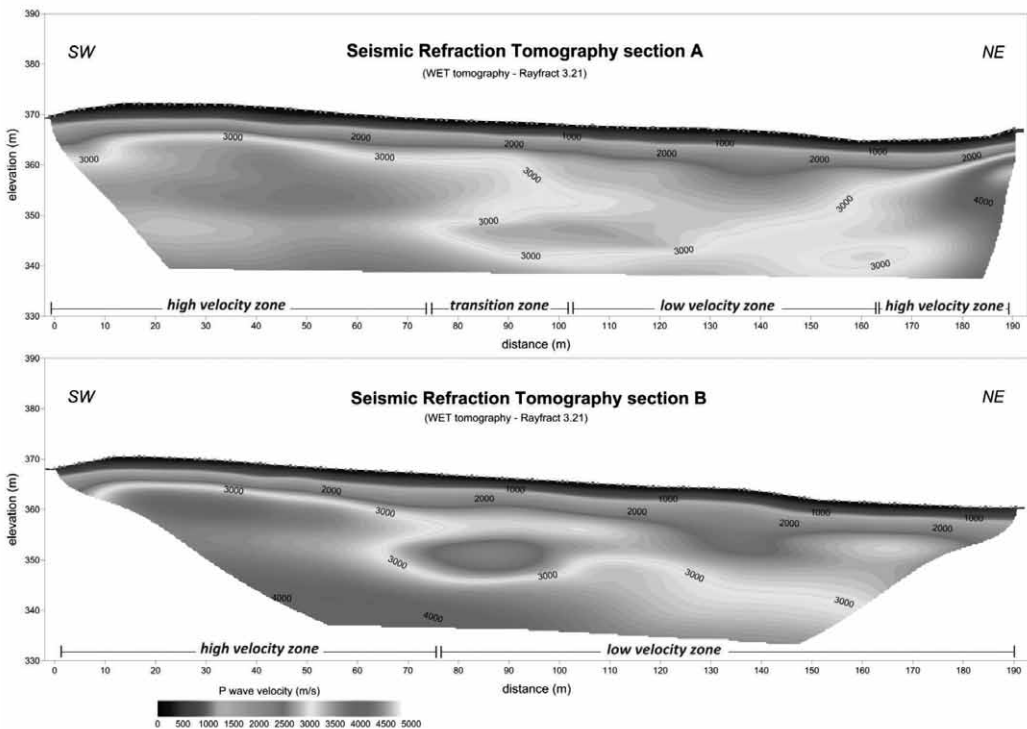 390
SW
Seismic Refraction Tomography section A
NE
(WET tomography - Rayfract 3.21)
380
370
360
350
340
330
elevation (m)
3000
3000
2000
3000
2000
1000
3000
2000
1000
2000
1000
2000
4000
3000
3000
3000
3000
3000
high velocity zone
transition zone
low velocity zone
high velocity zone
0 10 20 30 40 50 60 70 80 90 100 110 120 130 140 150 160 170 180 190
distance (m)
390
SW
Seismic Refraction Tomography section B
NE
(WET tomography - Rayfract 3.21)
380
370
360
350
340
330
elevation (m)
3000
2000
3000
2000
1000
2000
1000
2000
1000
2000
1000
3000
3000
3000
3000
4000
4000
high velocity zone
low velocity zone
0 10 20 30 40 50 60 70 80 90 100 110 120 130 140 150 160 170 180 190
distance (m)
P wave velocity (m/s)
0 500 1000 1500 2000 2500 3000 3500 4000 4500 5000